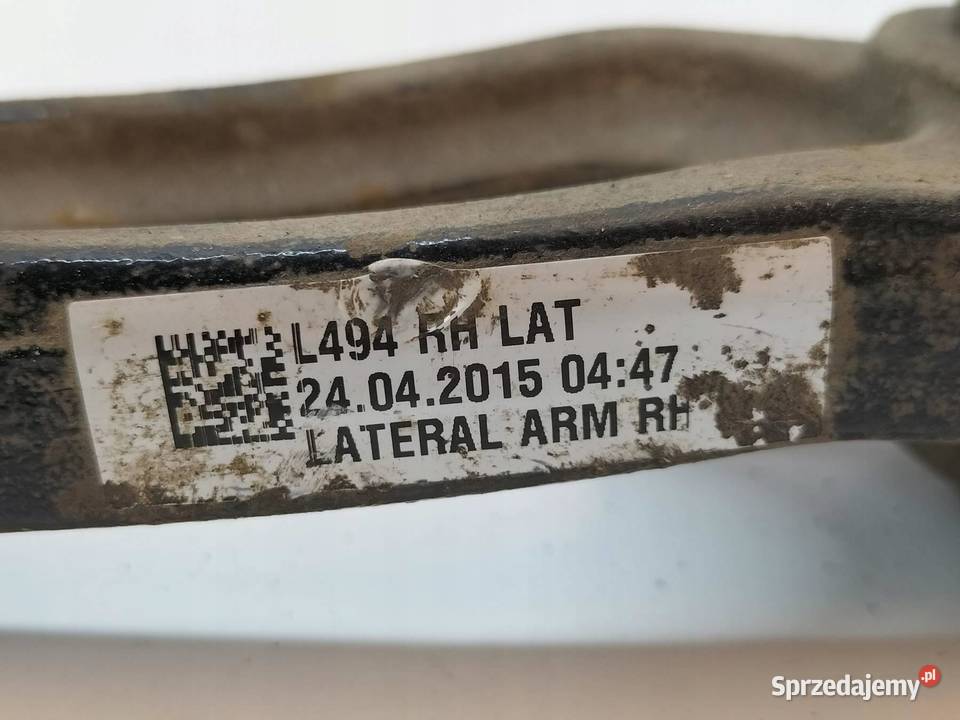 L494 RH LAT
24.04.2015 04:47
LATERAL ARM RH
Sprzedajemy.pl